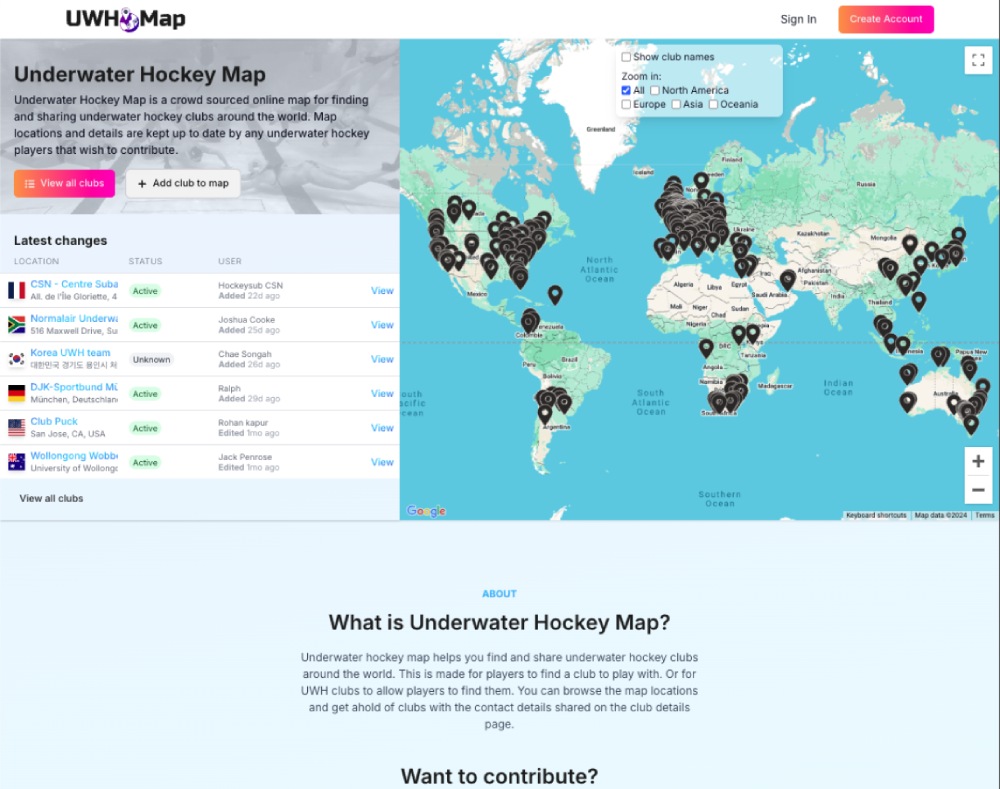 UWH Map
Sign In
Create Account
Underwater Hockey Map
Underwater Hockey Map is a crowd sourced online map for finding
and sharing underwater hockey clubs around the world. Map
locations and details are kept up to date by any underwater hockey
players that wish to contribute.
View all clubs
Add club to map
Latest changes
LOCATION STATUS USER
CSN - Centre Suba
All. de l'Île Gloriette, 4
Active
Hockeysub CSN
Added 22d ago
View
Normalair Underwa
516 Maxwell Drive, Su
Active
Joshua Cooke
Added 25d ago
View
Korea UWH team
대한민국 경기도 용인시 처
Unknown
Chae Songah
Added 26d ago
View
DJK-Sportbund Mü
München, Deutschland
Active
Ralph
Added 29d ago
View
Club Puck
San Jose, CA, USA
Active
Rohan kapur
Edited 1mo ago
View
Wollongong Wobb
University of Wollong
Active
Jack Penrose
Edited 1mo ago
View
View all clubs
Show club names
Zoom in:
All North America
Europe Asia Oceania
Greenland
Iceland
Finland
Russia
Ukraine
Kazakhstan
Mongolia
North
Atlantic
Ocean
Mexico
Algeria
Libya
Egypt
Iraq
Afghanistan
Pakistan
Saudi Arabia
India
Thailand
Mali
Niger
Chad
Sudan
Nigeria
Colombia
DRC
Tanzania
Papua New
Brazil
Peru
Bolivia
Angola
Namibia
Madagascar
South
Atlantic
Ocean
Indian
Ocean
Argentina
Southern
Ocean
Google
Keyboard shortcuts
Map data ©2024
Terms
ABOUT
What is Underwater Hockey Map?
Underwater hockey map helps you find and share underwater hockey clubs
around the world. This is made for players to find a club to play with. Or for
UWH clubs to allow players to find them. You can browse the map locations
and get ahold of clubs with the contact details shared on the club details
page.
Want to contribute?